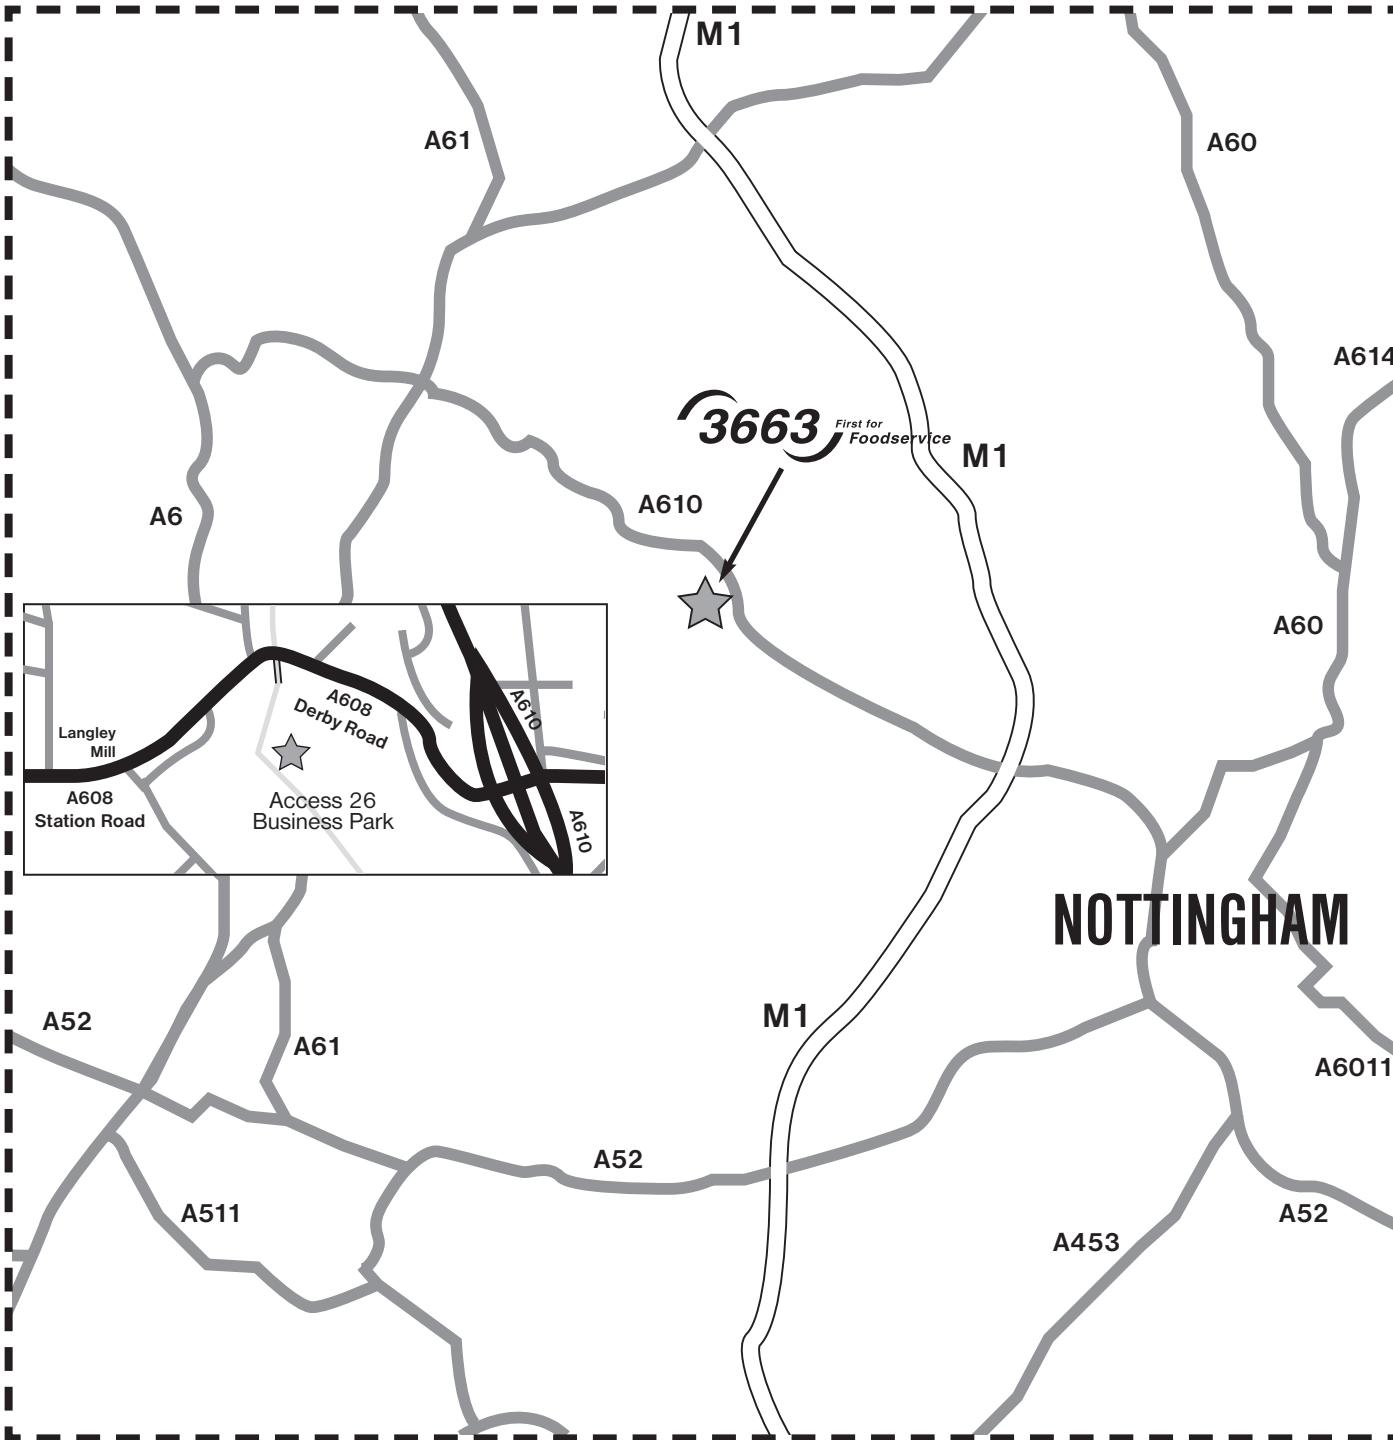 M1
A61
A60
A614
3663
First for
Foodservice
M1
A610
A6
A60
A608
Derby Road
A610
Langley
Mill
A608
Station Road
Access 26
Business Park
A610
NOTTINGHAM
M1
A52
A61
A6011
A52
A511
A52
A453